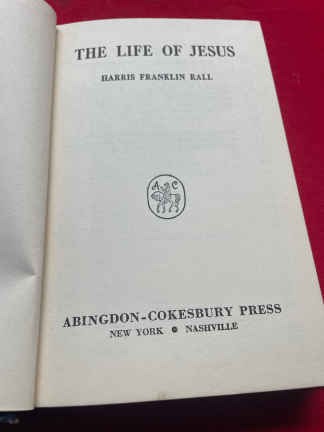 THE LIFE OF JESUS
HARRIS FRANKLIN RALL
A C
ABINGDON-COKESBURY PRESS
NEW YORK • NASHVILLE